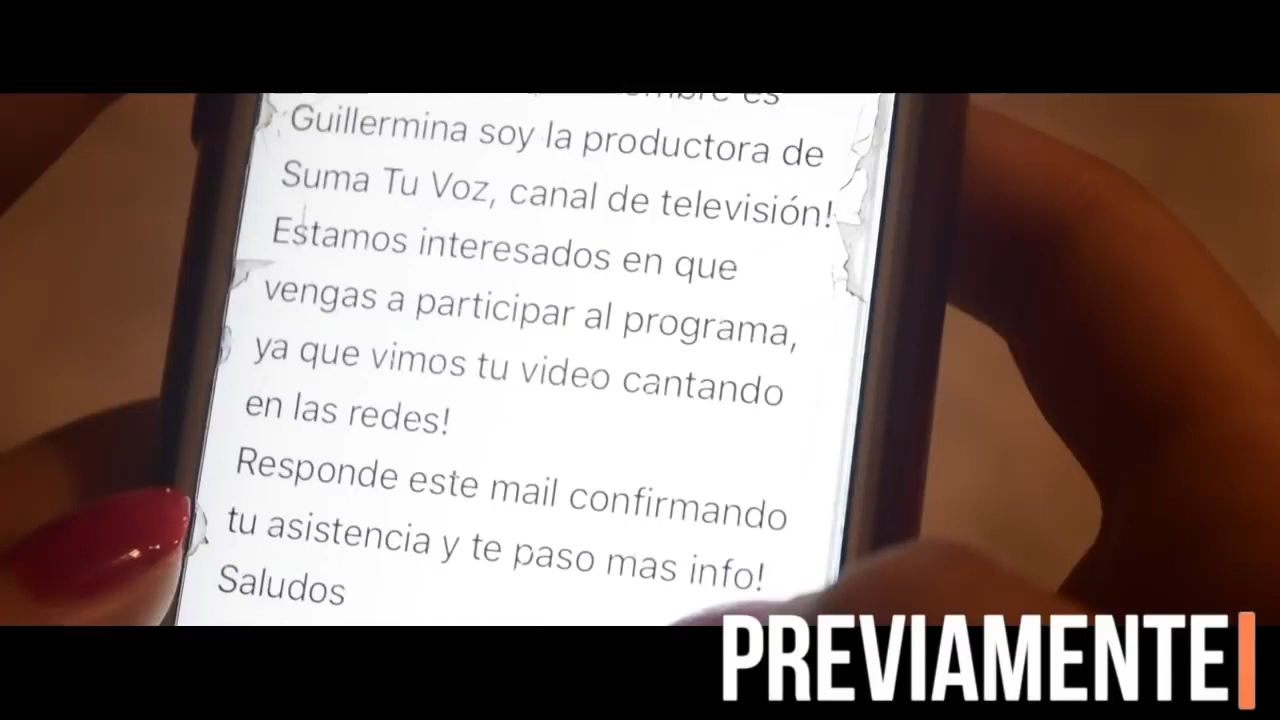 es
Guillermina soy la productora de
Suma Tu Voz, canal de televisión!
Estamos interesados en que
vengas a participar al programa,
ya que vimos tu video cantando
en las redes!
Responde este mail confirmando
tu asistencia y te paso mas info!
Saludos
PREVIAMENTE